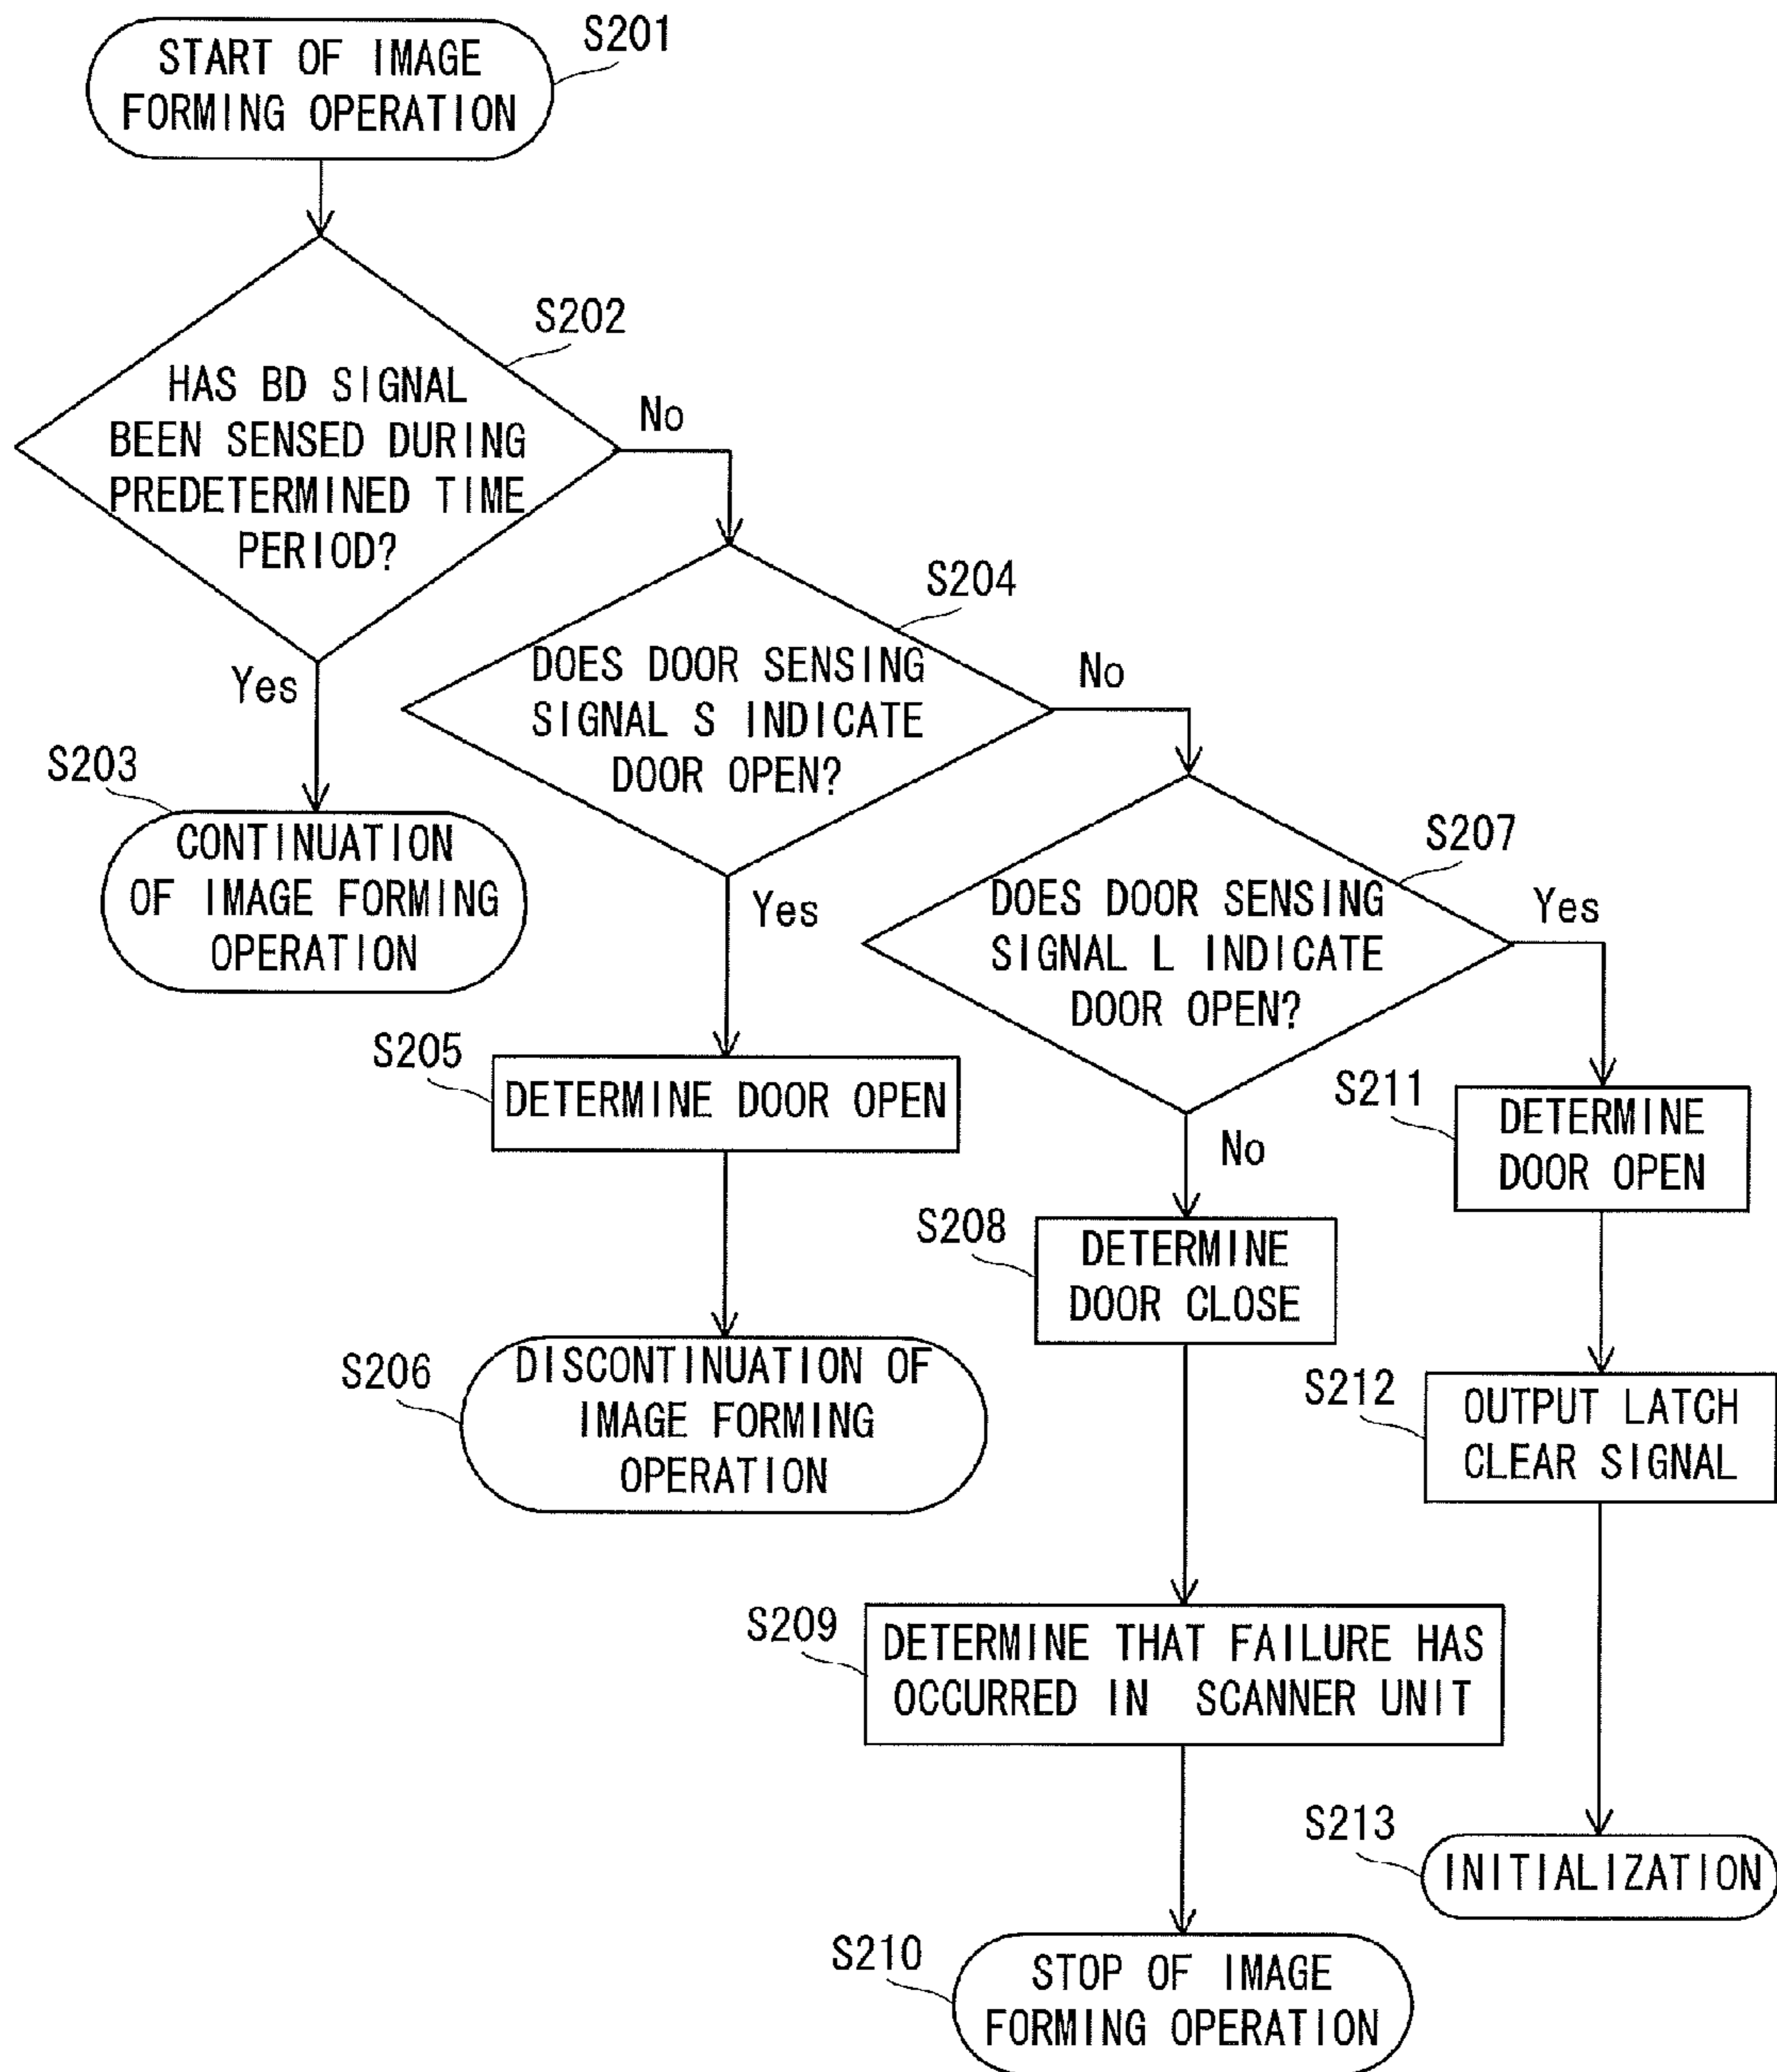 START OF IMAGE
FORMING OPERATION
S201
HAS BD SIGNAL
BEEN SENSED DURING
PREDETERMINED TIME
PERIOD?
S202
No
Yes
S203
CONTINUATION
OF IMAGE FORMING
OPERATION
DOES DOOR SENSING
SIGNAL S INDICATE
DOOR OPEN?
S204
No
Yes
S205
DETERMINE DOOR OPEN
S206
DISCONTINUATION OF
IMAGE FORMING
OPERATION
DOES DOOR SENSING
SIGNAL L INDICATE
DOOR OPEN?
S207
Yes
No
S208
DETERMINE
DOOR CLOSE
S209
DETERMINE THAT FAILURE HAS
OCCURRED IN SCANNER UNIT
S210
STOP OF IMAGE
FORMING OPERATION
S211
DETERMINE
DOOR OPEN
S212
OUTPUT LATCH
CLEAR SIGNAL
S213
INITIALIZATION